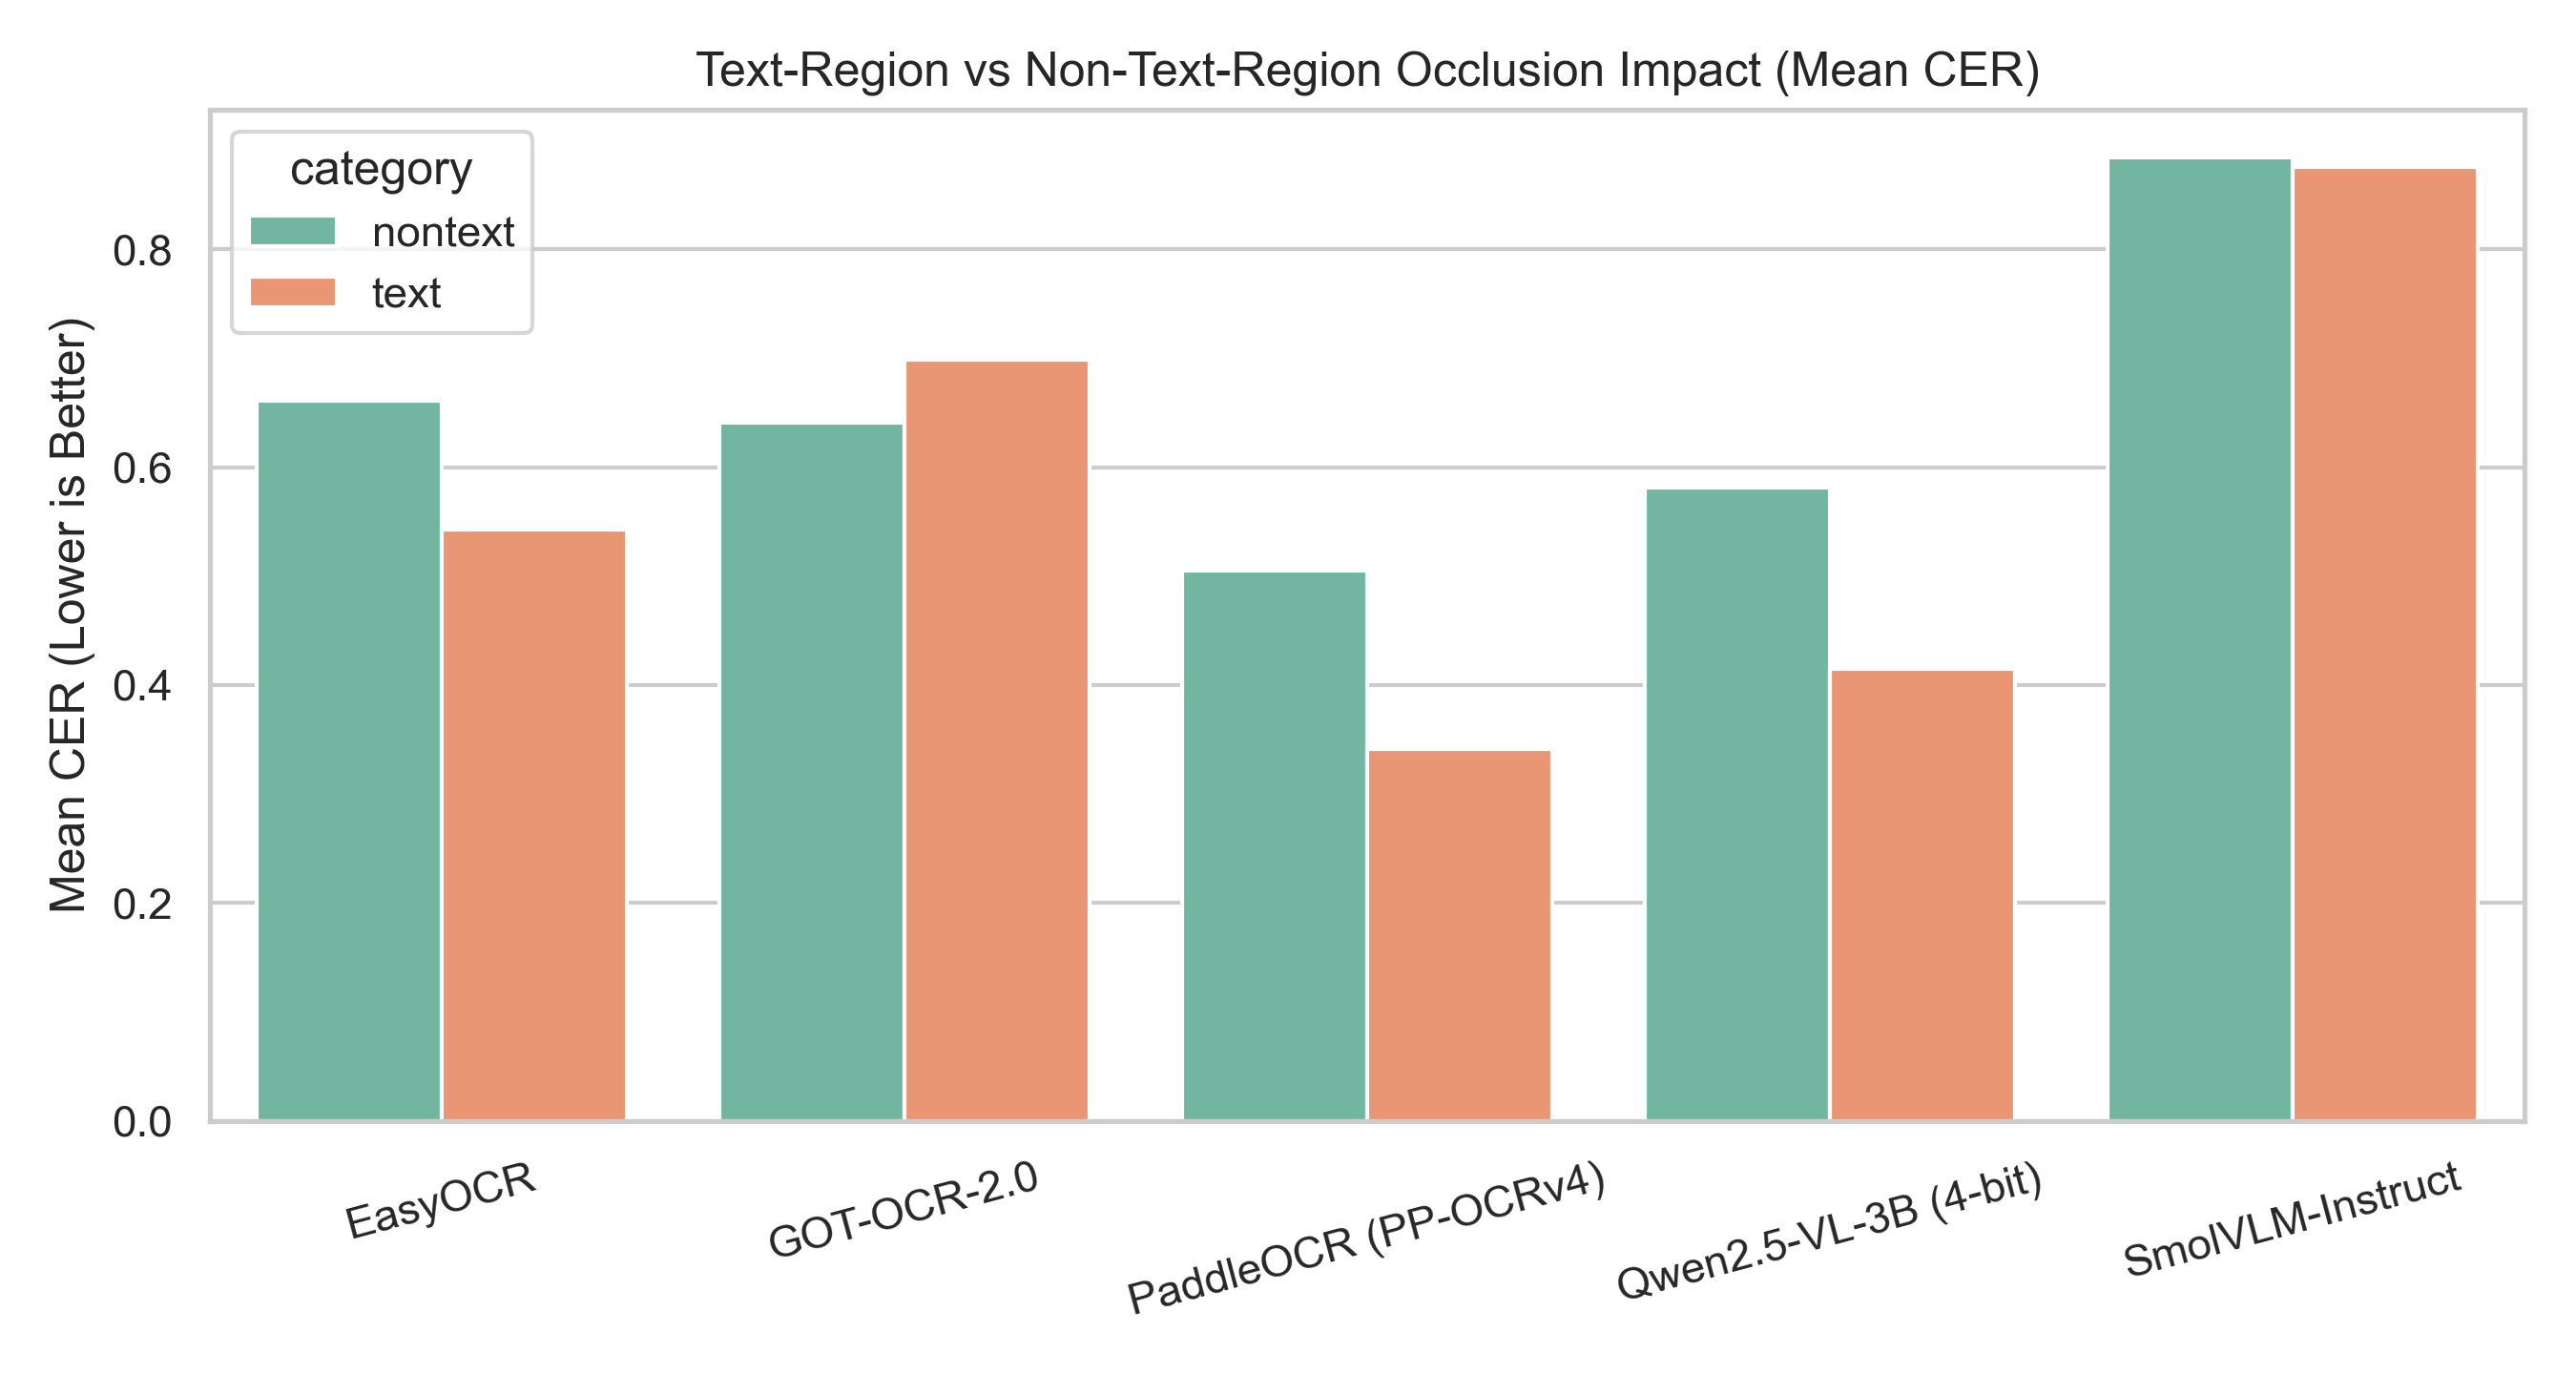 Text-Region vs Non-Text-Region Occlusion Impact (Mean CER)
category
nontext
text
Mean CER (Lower is Better)
0.8
0.6
0.4
0.2
0.0
EasyOCR
GOT-OCR-2.0
PaddleOCR (PP-OCRv4)
Qwen2.5-VL-3B (4-bit)
SmolVLM-Instruct